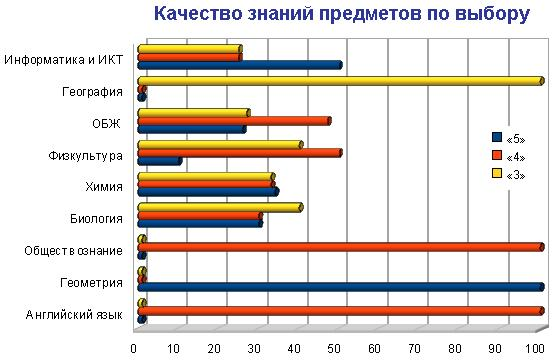 Качество знаний предметов по выбору
Информатика и ИКТ
География
ОБЖ
Физкультура
Химия
Биология
Обществознание
Геометрия
Английский язык
«5»
«4»
«3»
0 10 20 30 40 50 60 70 80 90 100